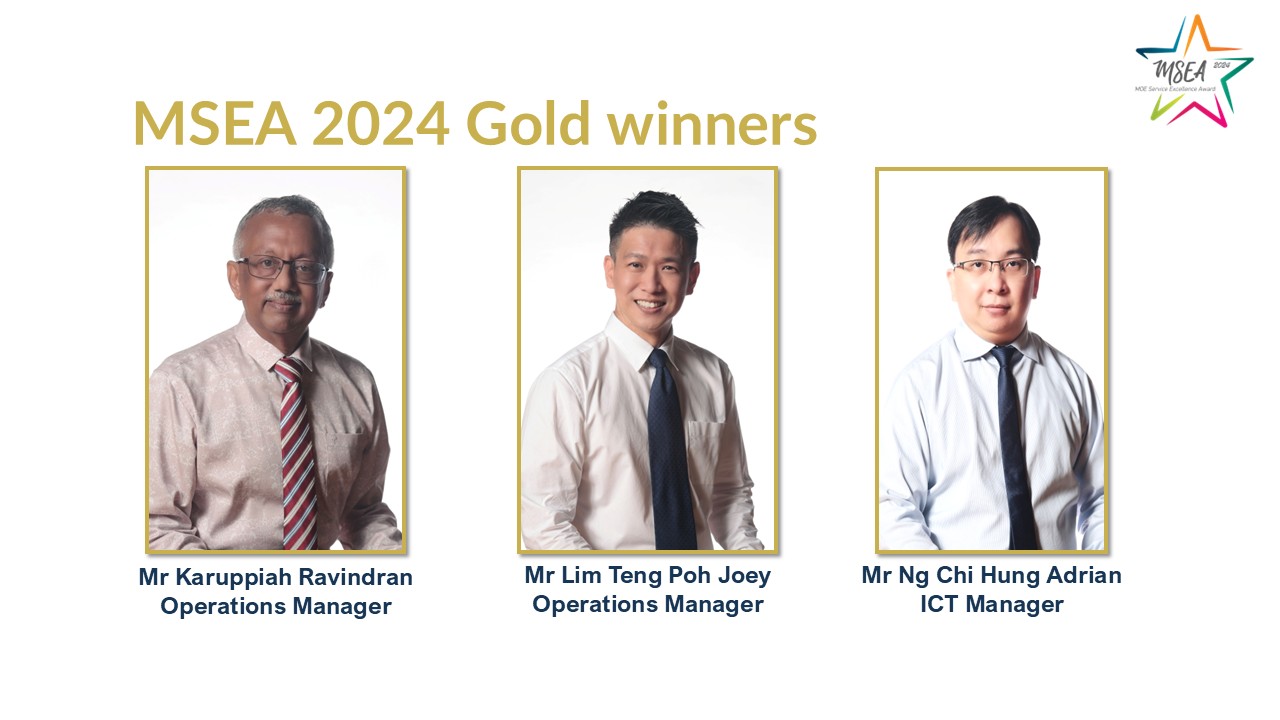 MSEA 2024
MOE Service Excellence Award
MSEA 2024 Gold winners
Mr Karuppiah Ravindran
Operations Manager
Mr Lim Teng Poh Joey
Operations Manager
Mr Ng Chi Hung Adrian
ICT Manager